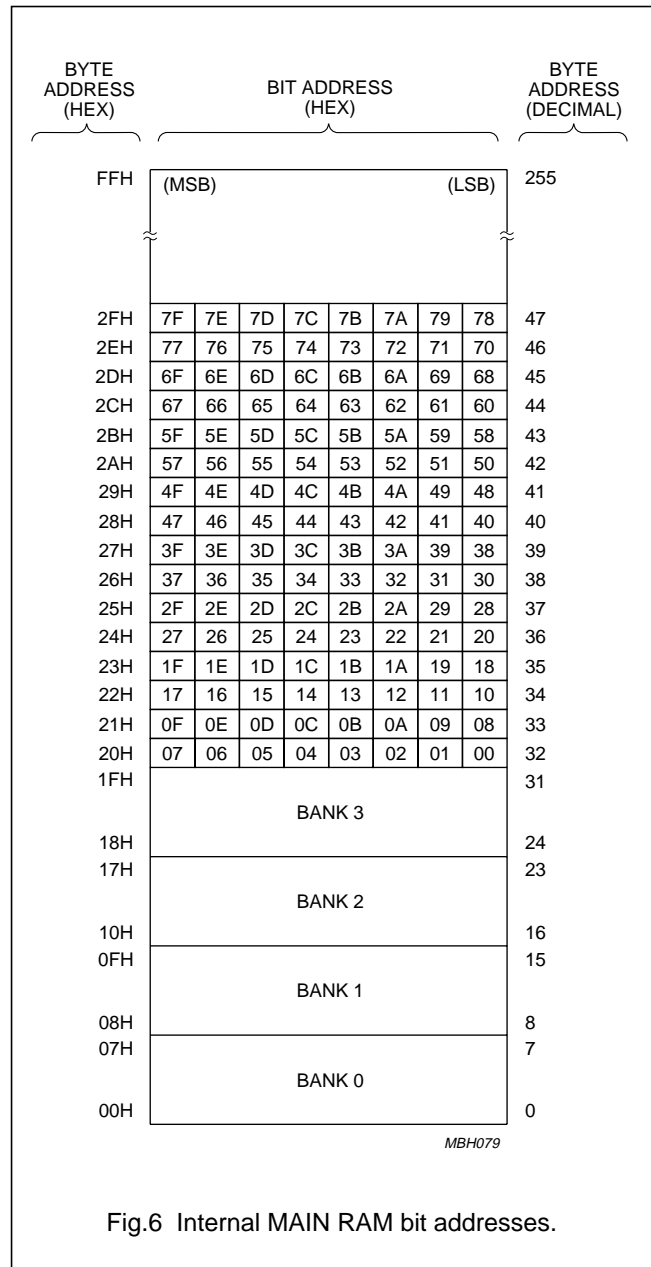 BYTE ADDRESS (HEX)
BIT ADDRESS (HEX)
BYTE ADDRESS (DECIMAL)
FFH (MSB) (LSB) 255
2FH 7F 7E 7D 7C 7B 7A 79 78 47
2EH 77 76 75 74 73 72 71 70 46
2DH 6F 6E 6D 6C 6B 6A 69 68 45
2CH 67 66 65 64 63 62 61 60 44
2BH 5F 5E 5D 5C 5B 5A 59 58 43
2AH 57 56 55 54 53 52 51 50 42
29H 4F 4E 4D 4C 4B 4A 49 48 41
28H 47 46 45 44 43 42 41 40 40
27H 3F 3E 3D 3C 3B 3A 39 38 39
26H 37 36 35 34 33 32 31 30 38
25H 2F 2E 2D 2C 2B 2A 29 28 37
24H 27 26 25 24 23 22 21 20 36
23H 1F 1E 1D 1C 1B 1A 19 18 35
22H 17 16 15 14 13 12 11 10 34
21H 0F 0E 0D 0C 0B 0A 09 08 33
20H 07 06 05 04 03 02 01 00 32
1FH 31
BANK 3
18H 24
17H 23
BANK 2
10H 16
0FH 15
BANK 1
08H 8
07H 7
BANK 0
00H 0
MBH079
Fig.6 Internal MAIN RAM bit addresses.